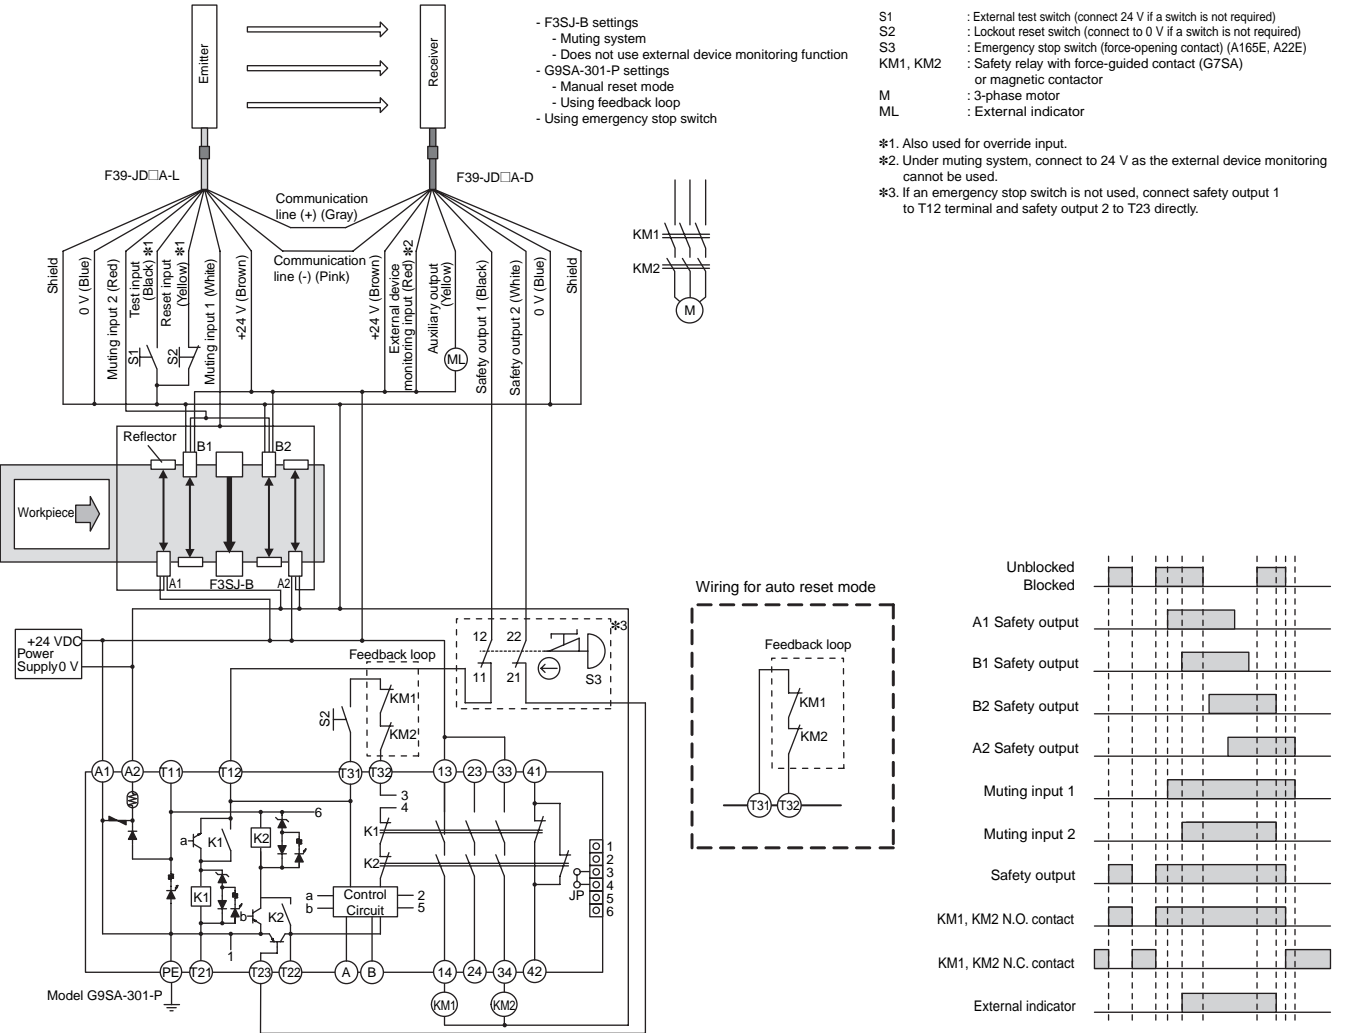 Emitter
Receiver
- F3SJ-B settings
- Muting system
- Does not use external device monitoring function
- G9SA-301-P settings
- Manual reset mode
- Using feedback loop
- Using emergency stop switch
S1 : External test switch (connect 24 V if a switch is not required)
S2 : Lockout reset switch (connect to 0 V if a switch is not required)
S3 : Emergency stop switch (force-opening contact) (A165E, A22E)
KM1, KM2 : Safety relay with force-guided contact (G7SA)
or magnetic contactor
M : 3-phase motor
ML : External indicator
✽1. Also used for override input.
✽2. Under muting system, connect to 24 V as the external device monitoring
cannot be used.
✽3. If an emergency stop switch is not used, connect safety output 1
to T12 terminal and safety output 2 to T23 directly.
F39-JD□A-L
F39-JD□A-D
Communication
line (+) (Gray)
Communication
line (-) (Pink)
Shield
0 V (Blue)
Muting input 2 (Red)
Test input
(Black) ✽1
Reset input
(Yellow) ✽1
Muting input 1 (White)
+24 V (Brown)
+24 V (Brown)
External device
monitoring input (Red) ✽2
Auxiliary output
(Yellow)
Safety output 1 (Black)
Safety output 2 (White)
0 V (Blue)
Shield
S1
S2
ML
KM1
KM2
M
Reflector
B1
B2
Workpiece
A1
F3SJ-B
A2
+24 VDC
Power
Supply 0 V
Feedback loop
S2
KM1
KM2
12
22
11
21
S3
✽3
A1 A2 T11 T12 T31 T32 13 23 33 41
3
4
6
a
K1
K2
K1
K2
K1
b
K2
a
b
Control
Circuit
2
5
1
JP
1
2
3
4
5
6
PE T21 T23 T22 A B 14 24 34 42
KM1
KM2
Model G9SA-301-P
Wiring for auto reset mode
Feedback loop
KM1
KM2
T31 T32
Unblocked
Blocked
A1 Safety output
B1 Safety output
B2 Safety output
A2 Safety output
Muting input 1
Muting input 2
Safety output
KM1, KM2 N.O. contact
KM1, KM2 N.C. contact
External indicator